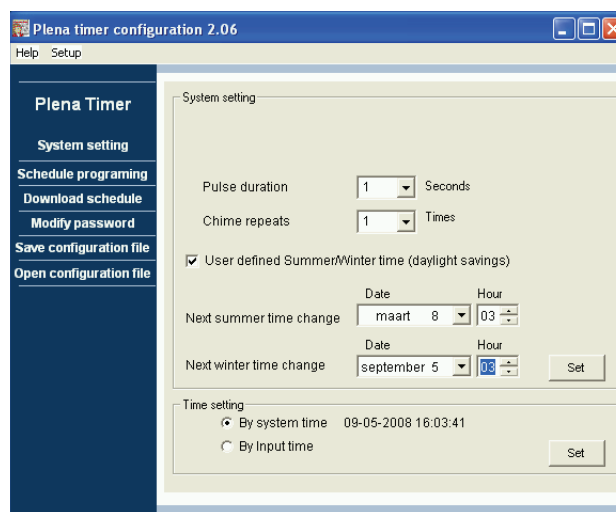 Plena timer configuration 2.06
Help Setup
Plena Timer
System setting
Schedule programing
Download schedule
Modify password
Save configuration file
Open configuration file
System setting
Pulse duration 1 Seconds
Chime repeats 1 Times
User defined Summer/Winter time (daylight savings)
Date Hour
Next summer time change maart 8 03
Date Hour
Next winter time change september 5 03 Set
Time setting
By system time 09-05-2008 16:03:41
By Input time
Set